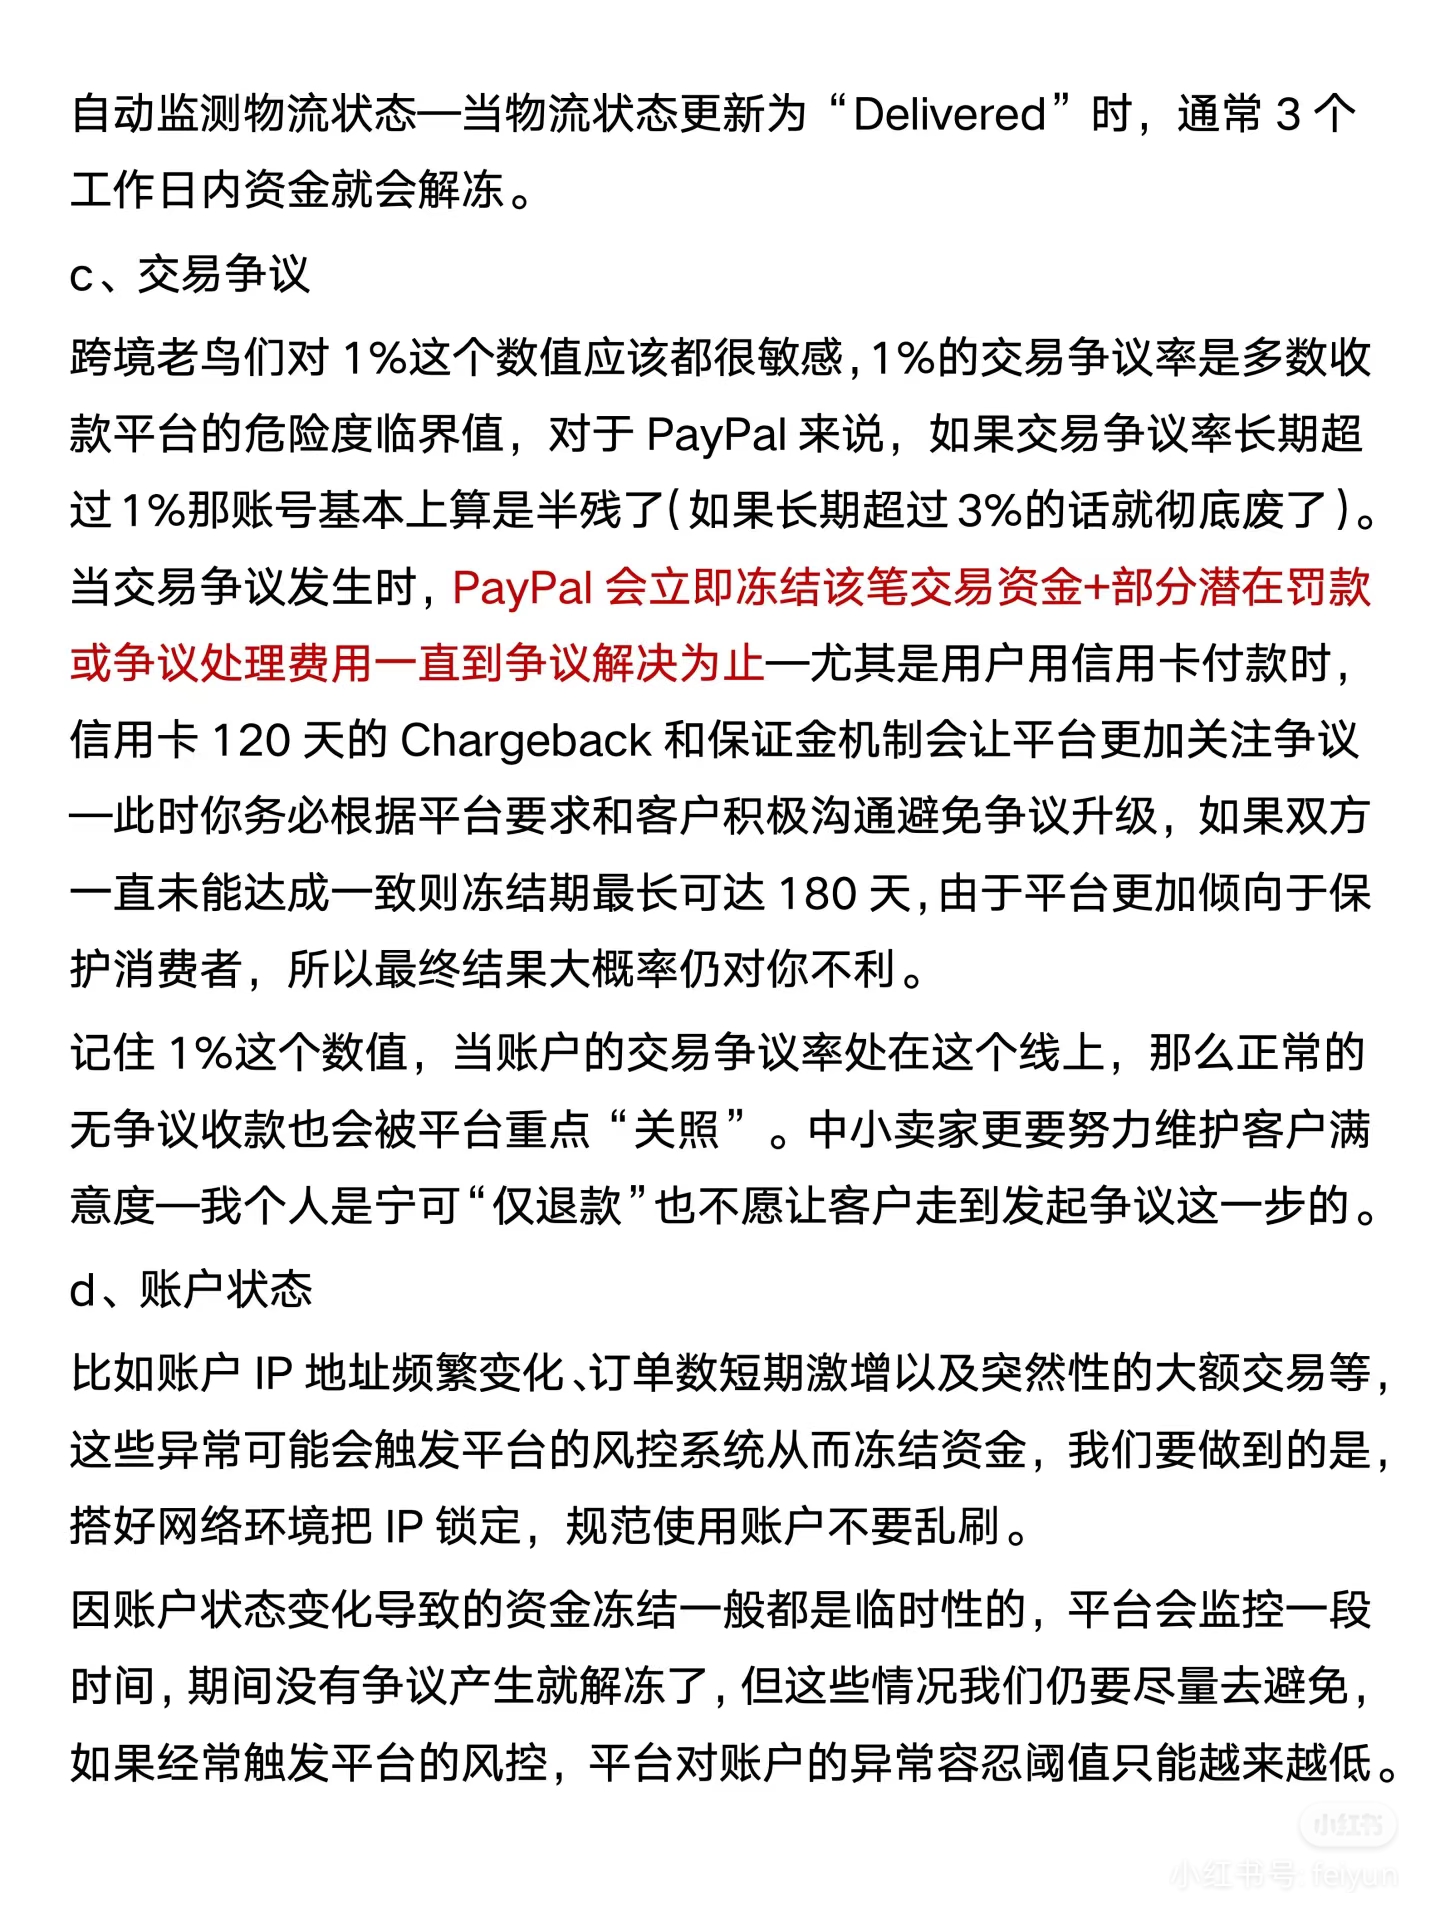 自动监测物流状态—当物流状态更新为“Delivered”时，通常 3 个
工作日内资金就会解冻。
c、交易争议
跨境老鸟们对 1%这个数值应该都很敏感，1%的交易争议率是多数收
款平台的危险度临界值，对于 PayPal 来说，如果交易争议率长期超
过 1%那账号基本上算是半残了（如果长期超过 3%的话就彻底废了）。
当交易争议发生时，PayPal 会立即冻结该笔交易资金+部分潜在罚款
或争议处理费用一直到争议解决为止—尤其是用户用信用卡付款时，
信用卡 120 天的 Chargeback 和保证金机制会让平台更加关注争议
—此时你务必根据平台要求和客户积极沟通避免争议升级，如果双方
一直未能达成一致则冻结期最长可达 180 天，由于平台更加倾向于保
护消费者，所以最终结果大概率仍对你不利。
记住 1%这个数值，当账户的交易争议率处在这个线上，那么正常的
无争议收款也会被平台重点“关照”。中小卖家更要努力维护客户满
意度—我个人是宁可“仅退款”也不愿让客户走到发起争议这一步的。
d、账户状态
比如账户 IP 地址频繁变化、订单数短期激增以及突然性的大额交易等，
这些异常可能会触发平台的风控系统从而冻结资金，我们要做到的是，
搭好网络环境把 IP 锁定，规范使用账户不要乱刷。
因账户状态变化导致的资金冻结一般都是临时性的，平台会监控一段
时间，期间没有争议产生就解冻了，但这些情况我们仍要尽量去避免，
如果经常触发平台的风控，平台对账户的异常容忍阈值只能越来越低。
小红书
小红书号: feiyun